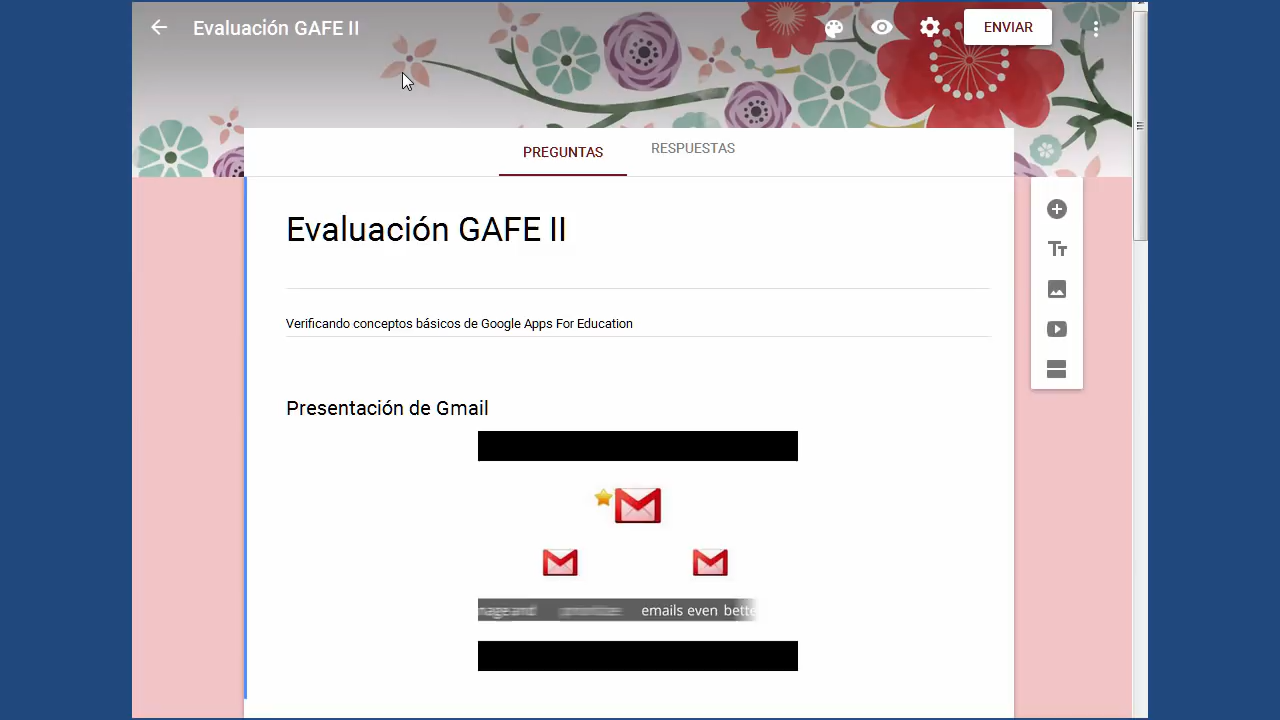 Evaluación GAFE II
ENVIAR
PREGUNTAS
RESPUESTAS
Evaluación GAFE II
Verificando conceptos básicos de Google Apps For Education
Presentación de Gmail
emails even bette